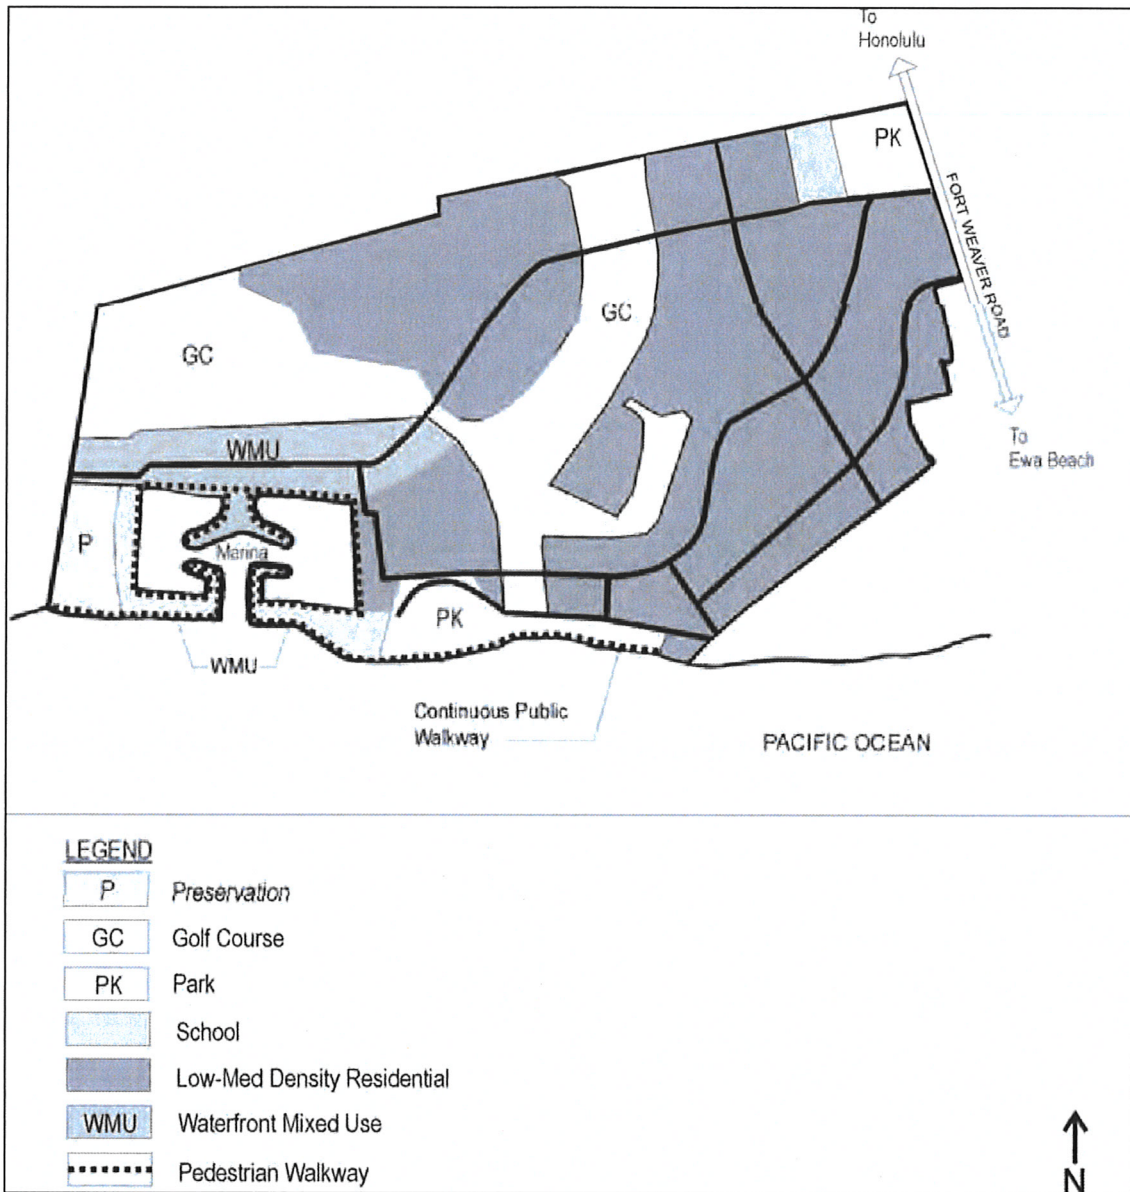 To
Honolulu
PK
FORT WEAVER ROAD
GC
GC
To
Ewa Beach
WMU
P
Marina
PK
WMU
Continuous Public
Walkway
PACIFIC OCEAN
LEGEND
P Preservation
GC Golf Course
PK Park
School
Low-Med Density Residential
WMU Waterfront Mixed Use
Pedestrian Walkway
N